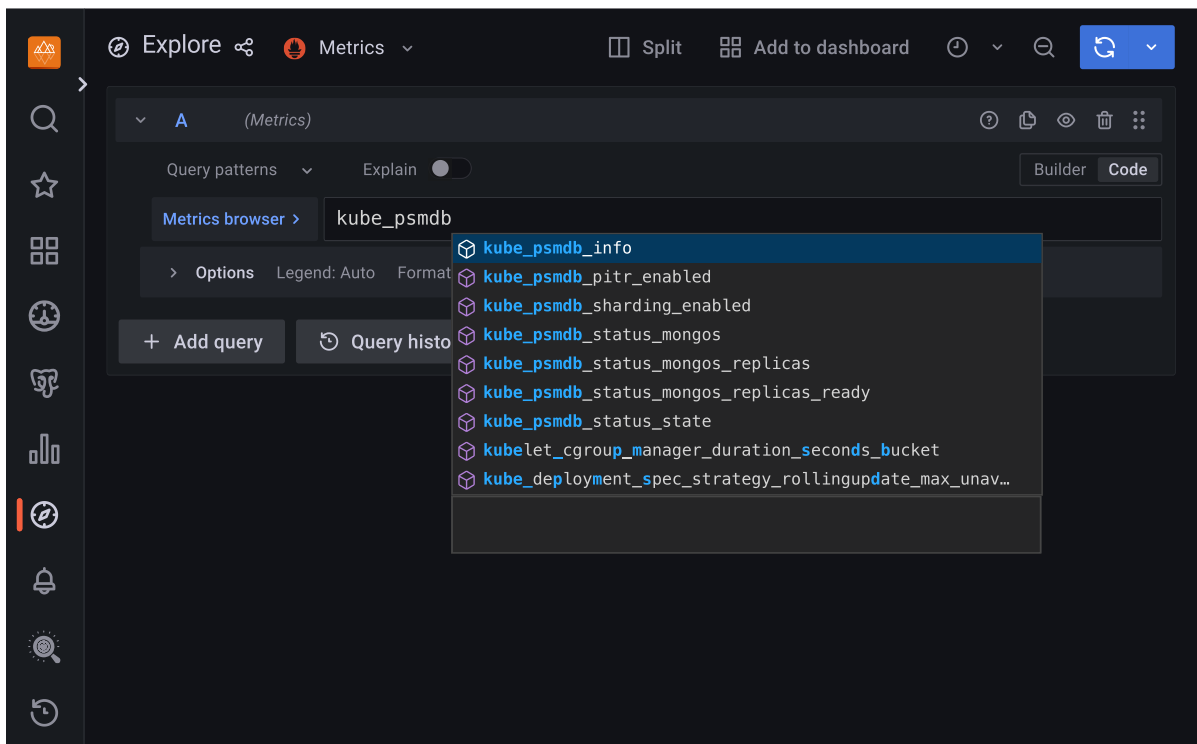 Explore Metrics Split Add to dashboard
A (Metrics)
Query patterns Explain Builder Code
Metrics browser > kube_psmdb
kube_psmdb_info
Options Legend: Auto Format
kube_psmdb_pitr_enabled
kube_psmdb_sharding_enabled
+ Add query Query histo
kube_psmdb_status_mongos
kube_psmdb_status_mongos_replicas
kube_psmdb_status_mongos_replicas_ready
kube_psmdb_status_state
kubelet_cgroup_manager_duration_seconds_bucket
kube_deployment_spec_strategy_rollingupdate_max_unav…